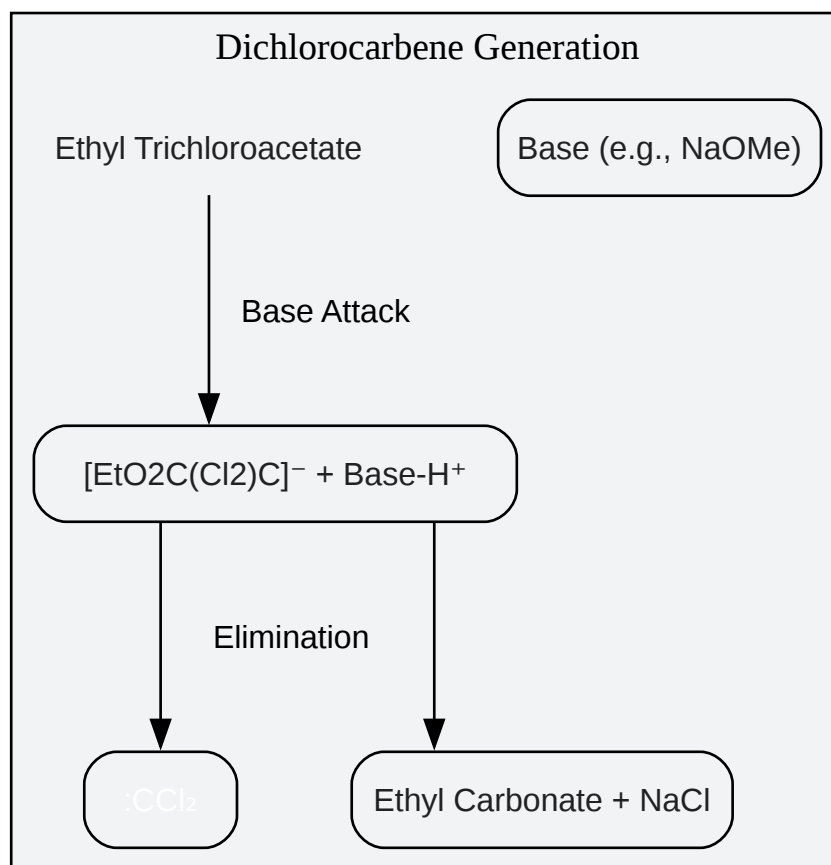 Dichlorocarbene Generation
Ethyl Trichloroacetate
Base (e.g., NaOMe)
Base Attack
[EtO2C(Cl2)C]⁻ + Base-H⁺
Elimination
:CCl₂
Ethyl Carbonate + NaCl